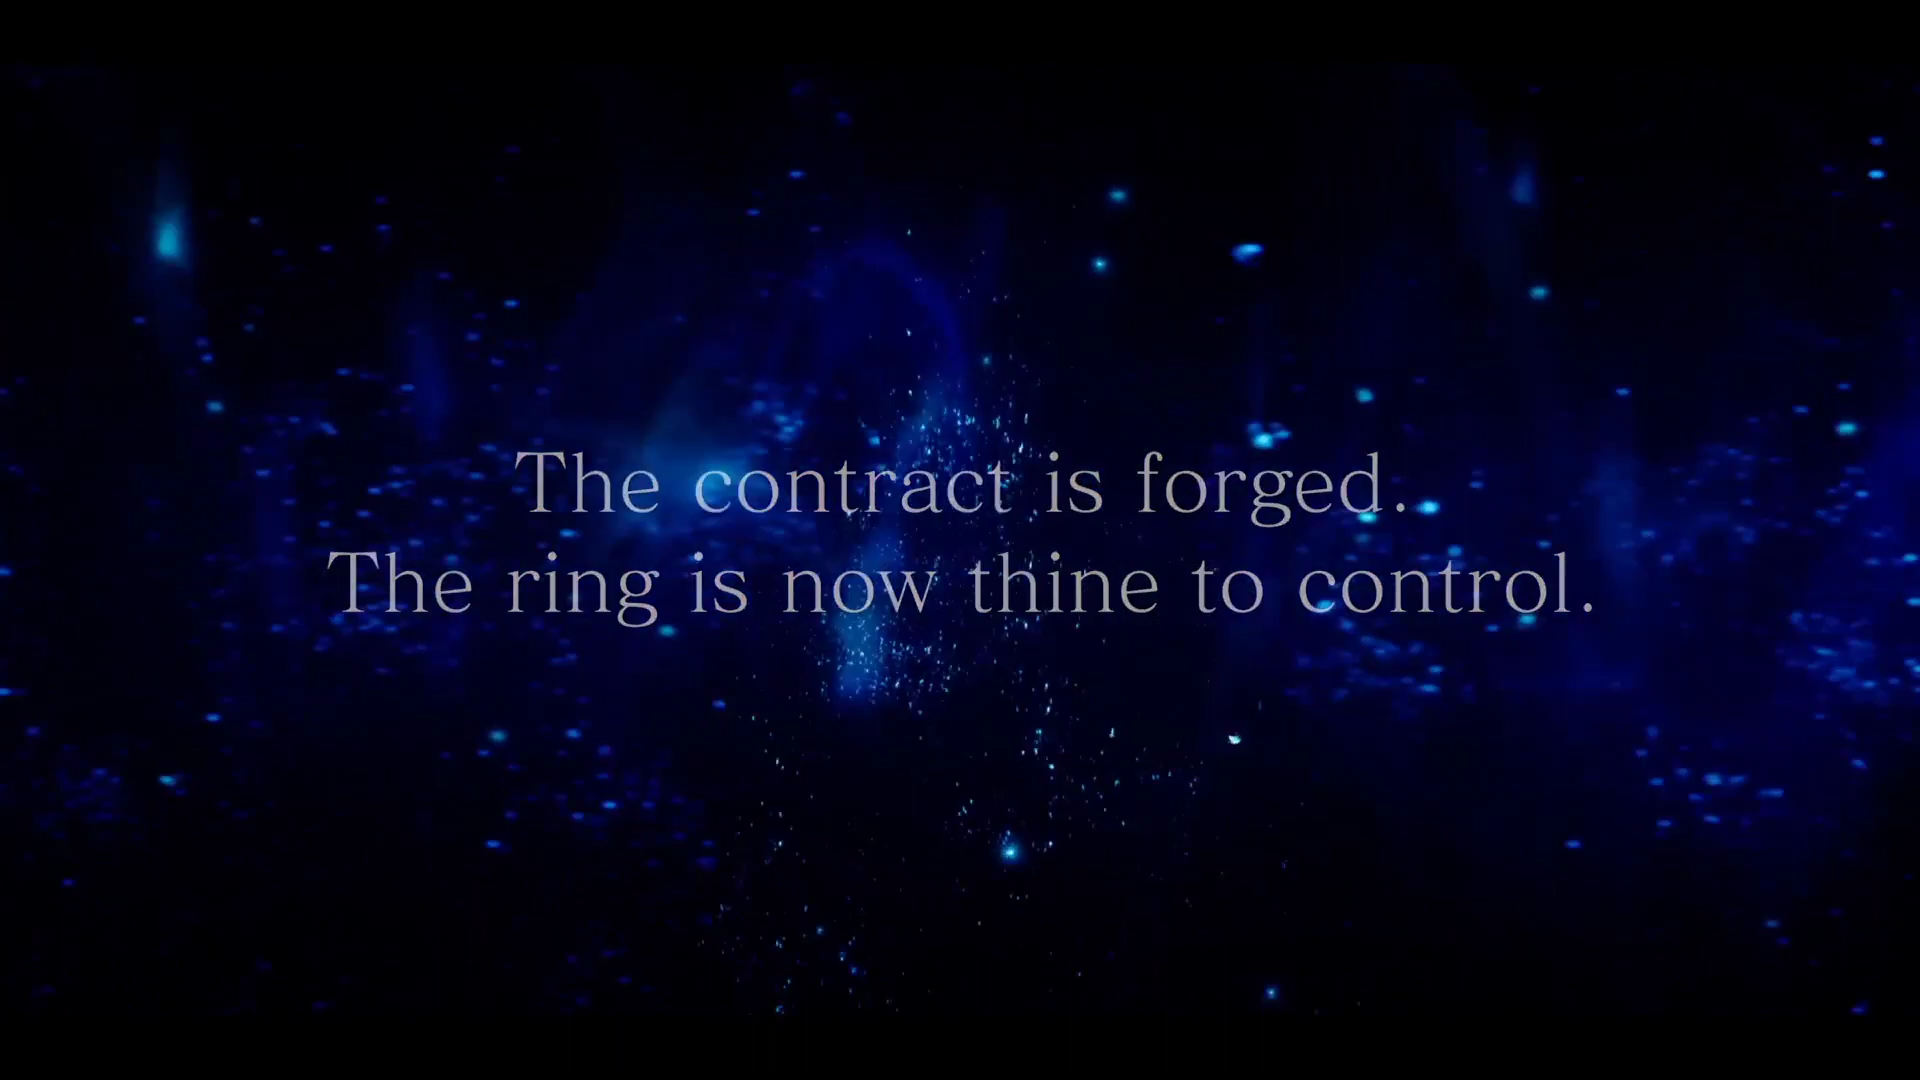 The contract is forged.
The ring is now thine to control.